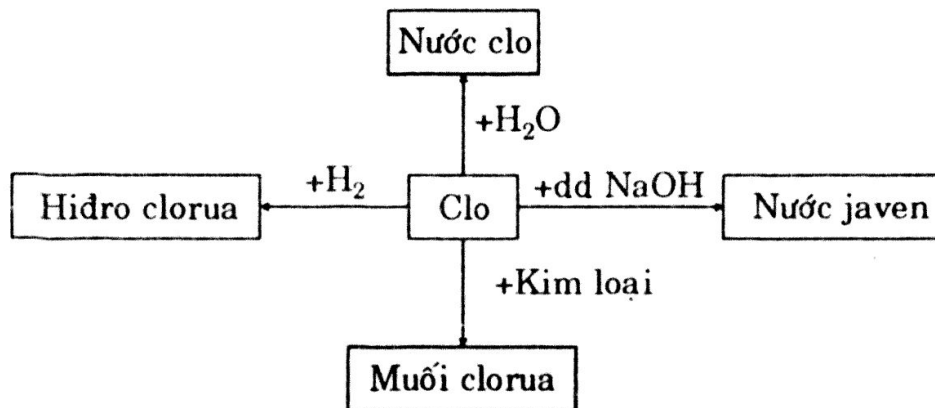 Nước clo
+H₂O
Hiđro clorua
+H₂
Clo
+dd NaOH
Nước javen
+Kim loại
Muối clorua